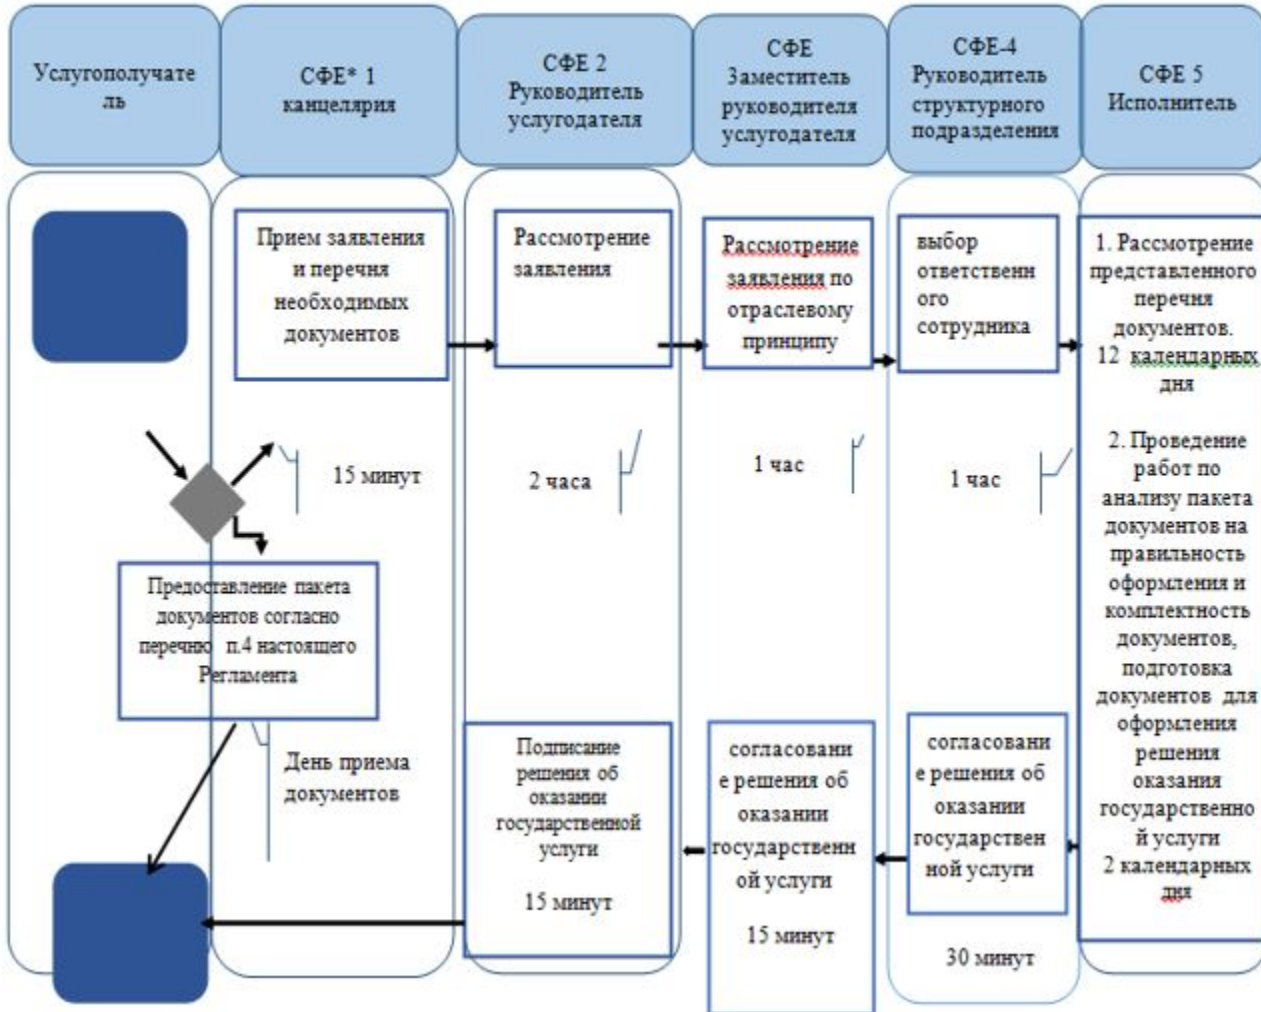 Услугополучате
ль
СФЕ* 1
канцелярия
СФЕ 2
Руководитель
услугодателя
СФЕ
Заместитель
руководителя
услугодателя
СФЕ-4
Руководитель
структурного
подразделения
СФЕ 5
Исполнитель
Прием заявления
и перечня
необходимых
документов
Рассмотрение
заявления
Рассмотрение
заявления по
отраслевому
принципу
выбор
ответственн
ого
сотрудника
1. Рассмотрение
представленного
перечня
документов.
12 календарных
дня
15 минут
2 часа
1 час
1 час
2. Проведение
работ по
анализу пакета
документов на
правильность
оформления и
комплектность
документов,
подготовка
документов для
оформления
решения
оказания
государственно
й услуги
2 календарных
дня
Предоставление пакета
документов согласно
перечню п.4 настоящего
Регламента
День приема
документов
Подписание
решения об
оказании
государственной
услуги
15 минут
согласовани
е решения об
оказании
государственн
ой услуги
15 минут
согласовани
е решения об
оказании
государствен
ной услуги
30 минут